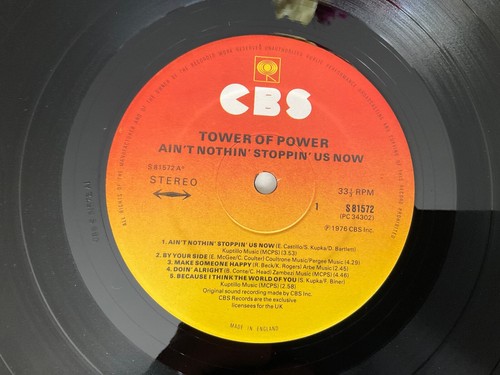 CBS
TOWER OF POWER
AIN'T NOTHIN' STOPPIN' US NOW
S 81572 A¹
STEREO
33⅓ RPM
1
S 81572
(PC 34302)
℗ 1976 CBS Inc.
1. AIN'T NOTHIN' STOPPIN' US NOW (E. Castillo/S. Kupka/D. Bartlett)
Kuptillo Music (MCPS) (3.53)
2. BY YOUR SIDE (E. McGee/C. Coulter) Coultrone Music/Pergee Music (4.29)
3. MAKE SOMEONE HAPPY (R. Beck/K. Rogers) Arte Music (2.45)
4. DOIN' ALRIGHT (B. Conte/C. Head) Zambezi Music (MCPS) (4.46)
5. BECAUSE I THINK THE WORLD OF YOU (S. Kupka/F. Biner)
Kuptillo Music (MCPS) (2.58)
Original sound recording made by CBS Inc.
CBS Records are the exclusive
licensees for the UK
MADE IN ENGLAND